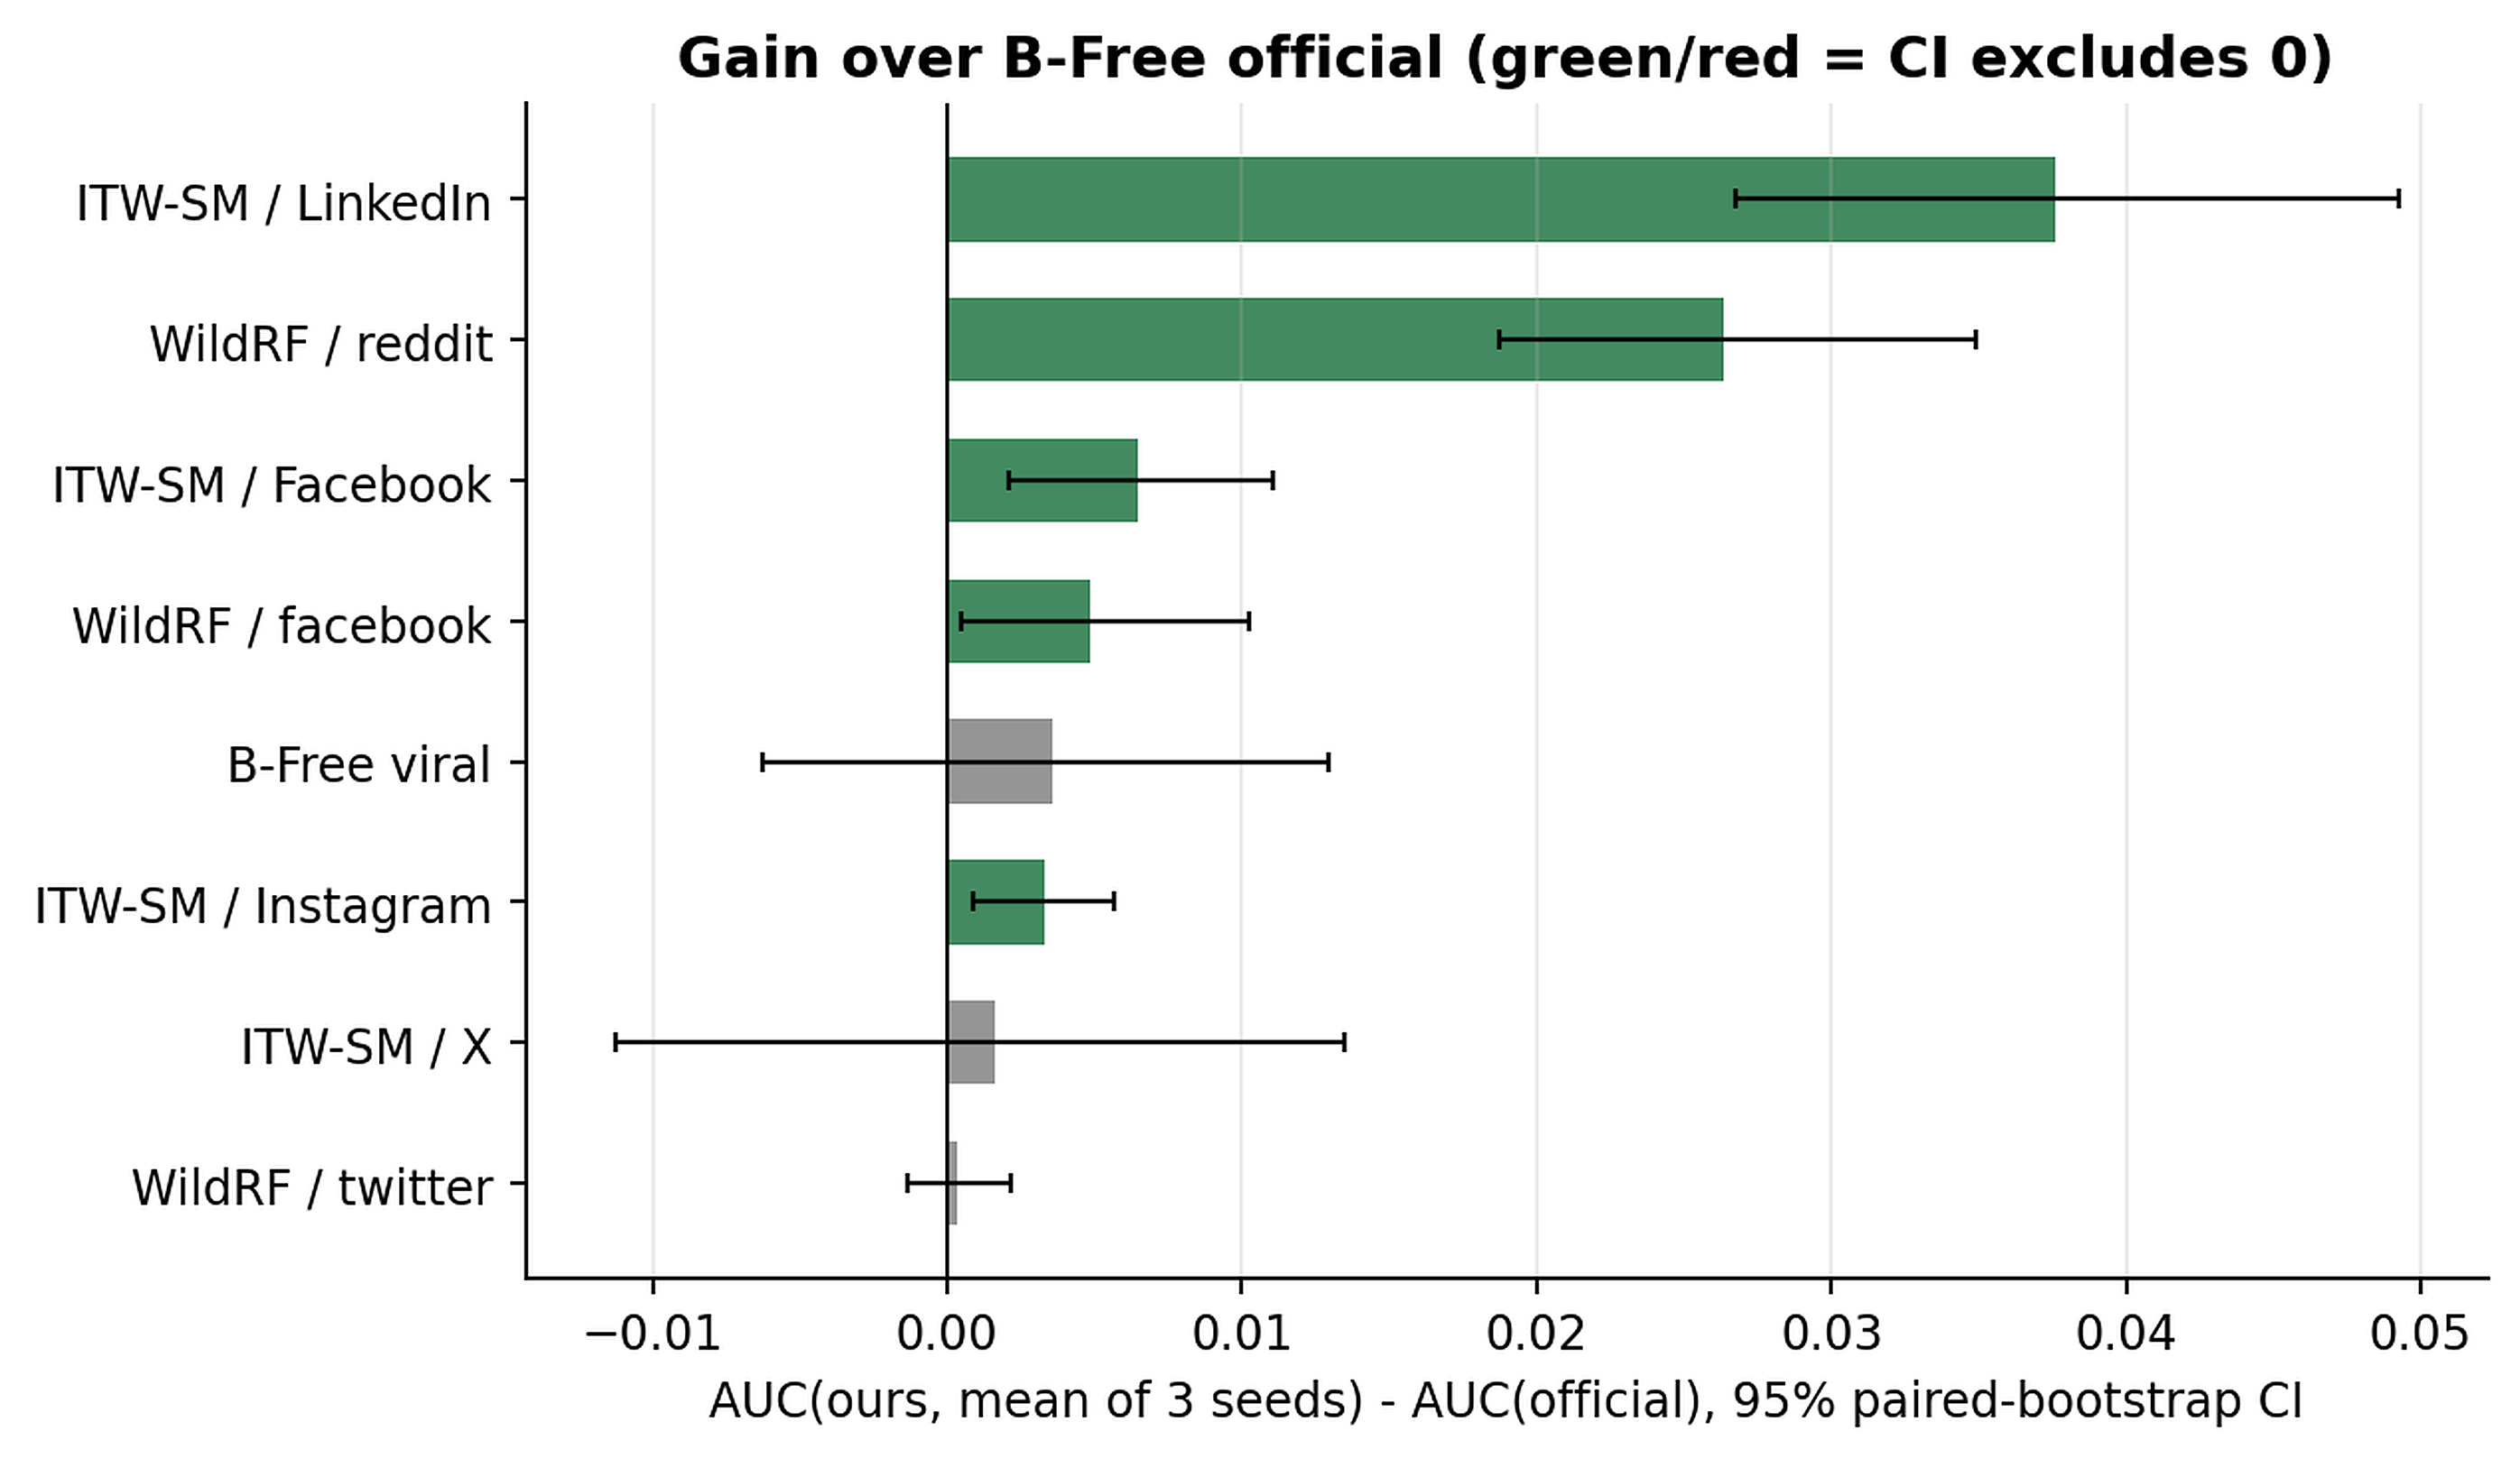 Gain over B-Free official (green/red = CI excludes 0)
ITW-SM / LinkedIn
WildRF / reddit
ITW-SM / Facebook
WildRF / facebook
B-Free viral
ITW-SM / Instagram
ITW-SM / X
WildRF / twitter
−0.01 0.00 0.01 0.02 0.03 0.04 0.05
AUC(ours, mean of 3 seeds) - AUC(official), 95% paired-bootstrap CI